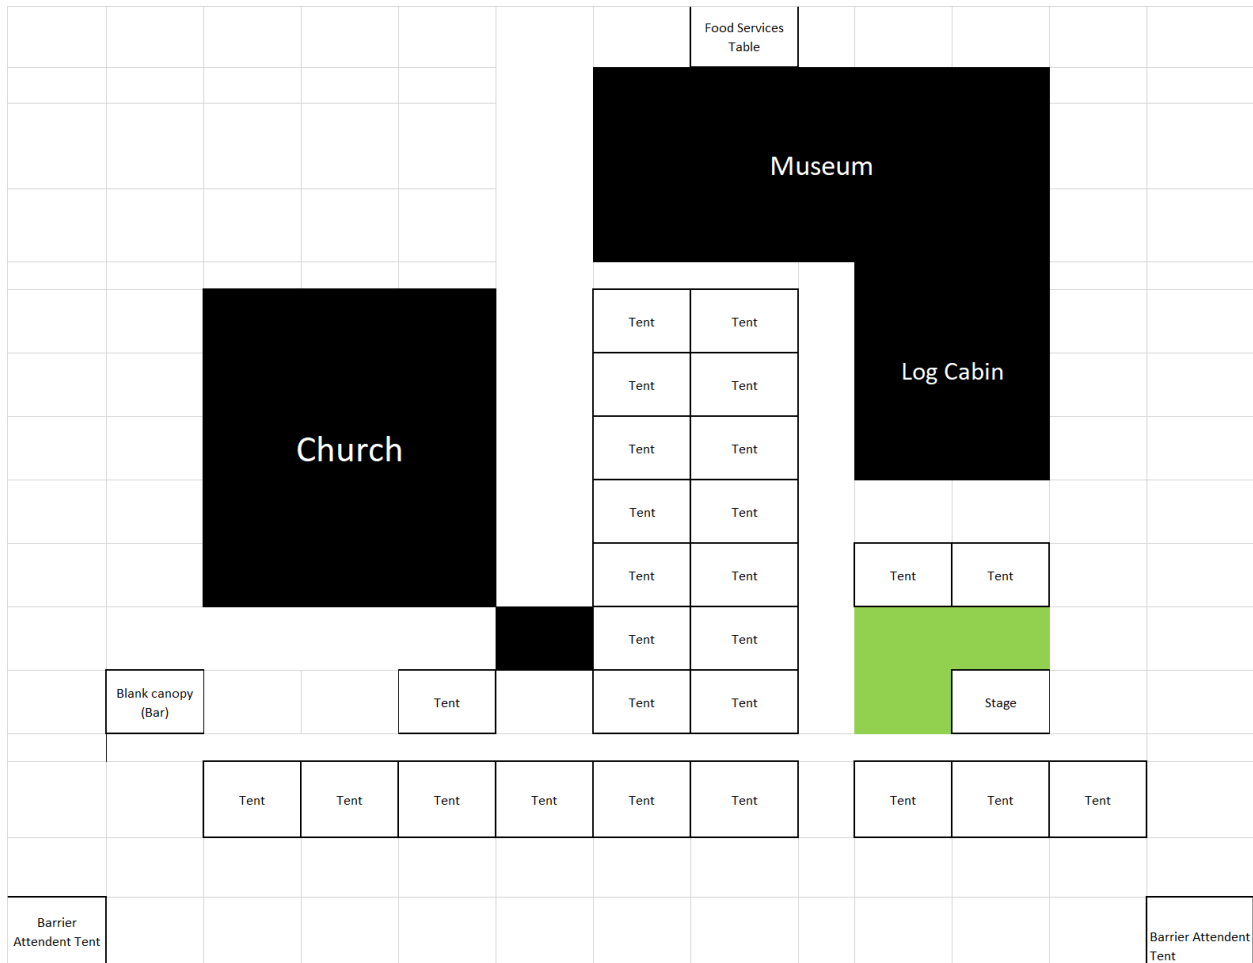 Food Services
Table
Museum
Tent Tent
Tent Tent
Log Cabin
Church
Tent Tent
Tent Tent
Tent Tent Tent Tent
Tent Tent
Blank canopy
(Bar)
Tent Tent Tent Stage
Tent Tent Tent Tent Tent Tent Tent Tent Tent
Barrier
Attendent Tent
Barrier Attendent
Tent